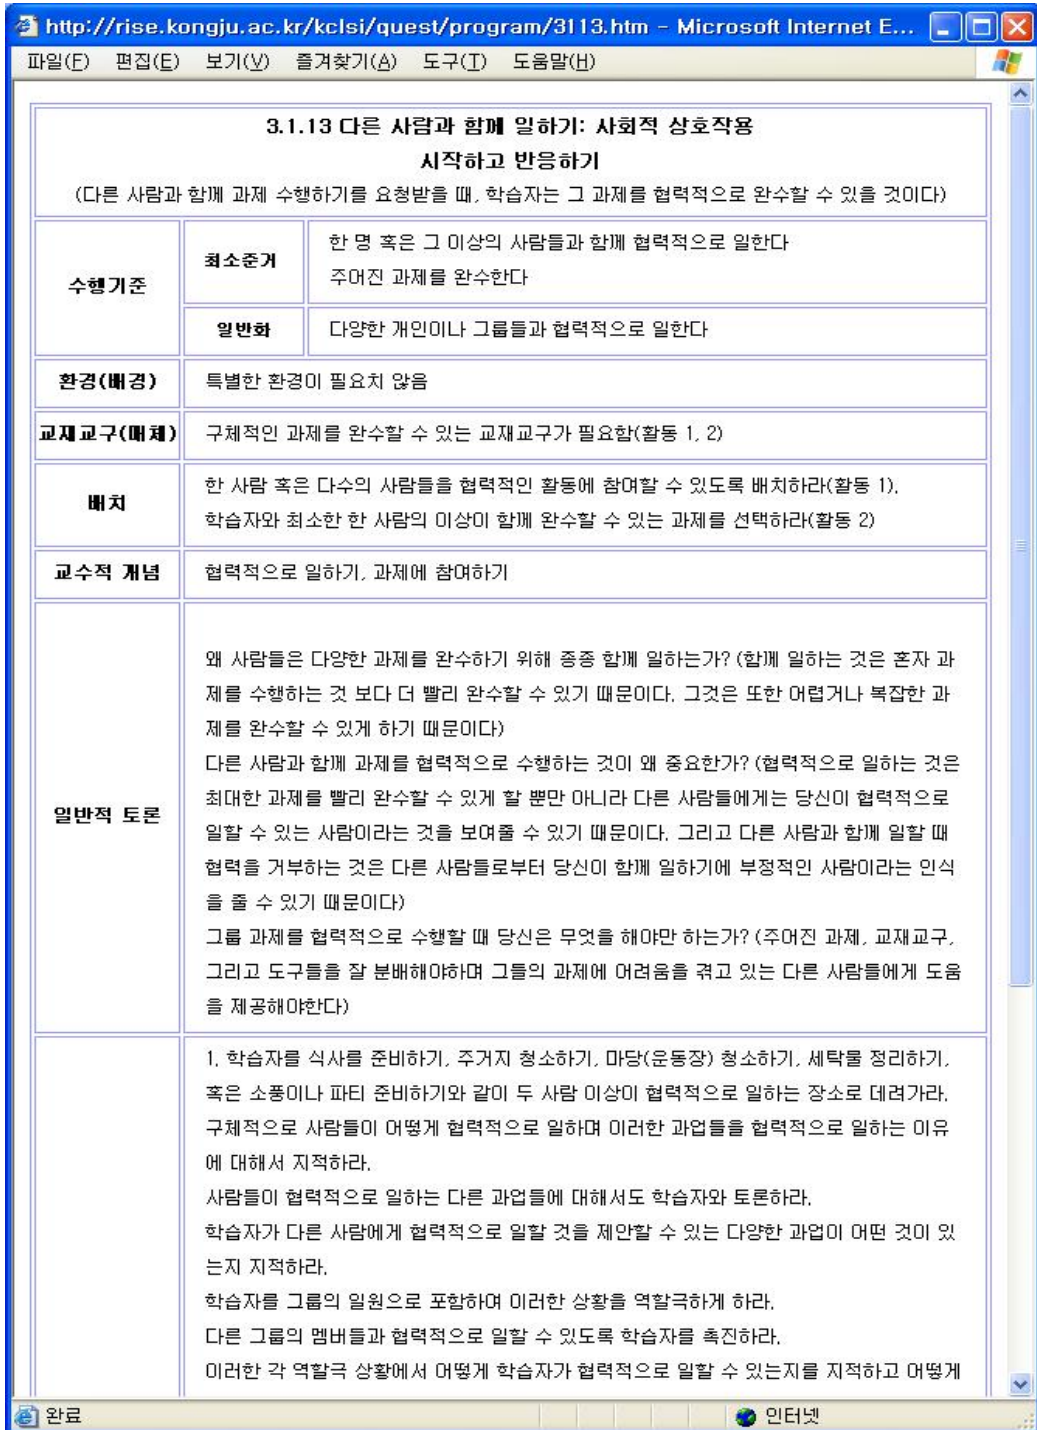 http://rise.kongju.ac.kr/kclsi/quest/program/3113.htm - Microsoft Internet E...
파일(F) 편집(E) 보기(V) 즐겨찾기(A) 도구(T) 도움말(H)
3.1.13 다른 사람과 함께 일하기: 사회적 상호작용
시작하고 반응하기
(다른 사람과 함께 과제 수행하기를 요청받을 때, 학습자는 그 과제를 협력적으로 완수할 수 있을 것이다)
수행기준
최소준거
한 명 혹은 그 이상의 사람들과 함께 협력적으로 일한다
주어진 과제를 완수한다
일반화
다양한 개인이나 그룹들과 협력적으로 일한다
환경(배경)
특별한 환경이 필요치 않음
교재교구(매체)
구체적인 과제를 완수할 수 있는 교재교구가 필요함(활동 1, 2)
배치
한 사람 혹은 다수의 사람들을 협력적인 활동에 참여할 수 있도록 배치하라(활동 1).
학습자와 최소한 한 사람의 이상이 함께 완수할 수 있는 과제를 선택하라(활동 2)
교수적 개념
협력적으로 일하기, 과제에 참여하기
일반적 토론
왜 사람들은 다양한 과제를 완수하기 위해 종종 함께 일하는가? (함께 일하는 것은 혼자 과
제를 수행하는 것 보다 더 빨리 완수할 수 있기 때문이다. 그것은 또한 어렵거나 복잡한 과
제를 완수할 수 있게 하기 때문이다)
다른 사람과 함께 과제를 협력적으로 수행하는 것이 왜 중요한가? (협력적으로 일하는 것은
최대한 과제를 빨리 완수할 수 있게 할 뿐만 아니라 다른 사람들에게는 당신이 협력적으로
일할 수 있는 사람이라는 것을 보여줄 수 있기 때문이다. 그리고 다른 사람과 함께 일할 때
협력을 거부하는 것은 다른 사람들로부터 당신이 함께 일하기에 부정적인 사람이라는 인식
을 줄 수 있기 때문이다)
그룹 과제를 협력적으로 수행할 때 당신은 무엇을 해야만 하는가? (주어진 과제, 교재교구,
그리고 도구들을 잘 분배해야하며 그들의 과제에 어려움을 겪고 있는 다른 사람들에게 도움
을 제공해야한다)
1. 학습자를 식사를 준비하기, 주거지 청소하기, 마당(운동장) 청소하기, 세탁물 정리하기,
혹은 소풍이나 파티 준비하기와 같이 두 사람 이상이 협력적으로 일하는 장소로 데려가라.
구체적으로 사람들이 어떻게 협력적으로 일하며 이러한 과업들을 협력적으로 일하는 이유
에 대해서 지적하라.
사람들이 협력적으로 일하는 다른 과업들에 대해서도 학습자와 토론하라.
학습자가 다른 사람에게 협력적으로 일할 것을 제안할 수 있는 다양한 과업이 어떤 것이 있
는지 지적하라.
학습자를 그룹의 일원으로 포함하여 이러한 상황을 역할극하게 하라.
다른 그룹의 멤버들과 협력적으로 일할 수 있도록 학습자를 촉진하라.
이러한 각 역할극 상황에서 어떻게 학습자가 협력적으로 일할 수 있는지를 지적하고 어떻게
완료
인터넷